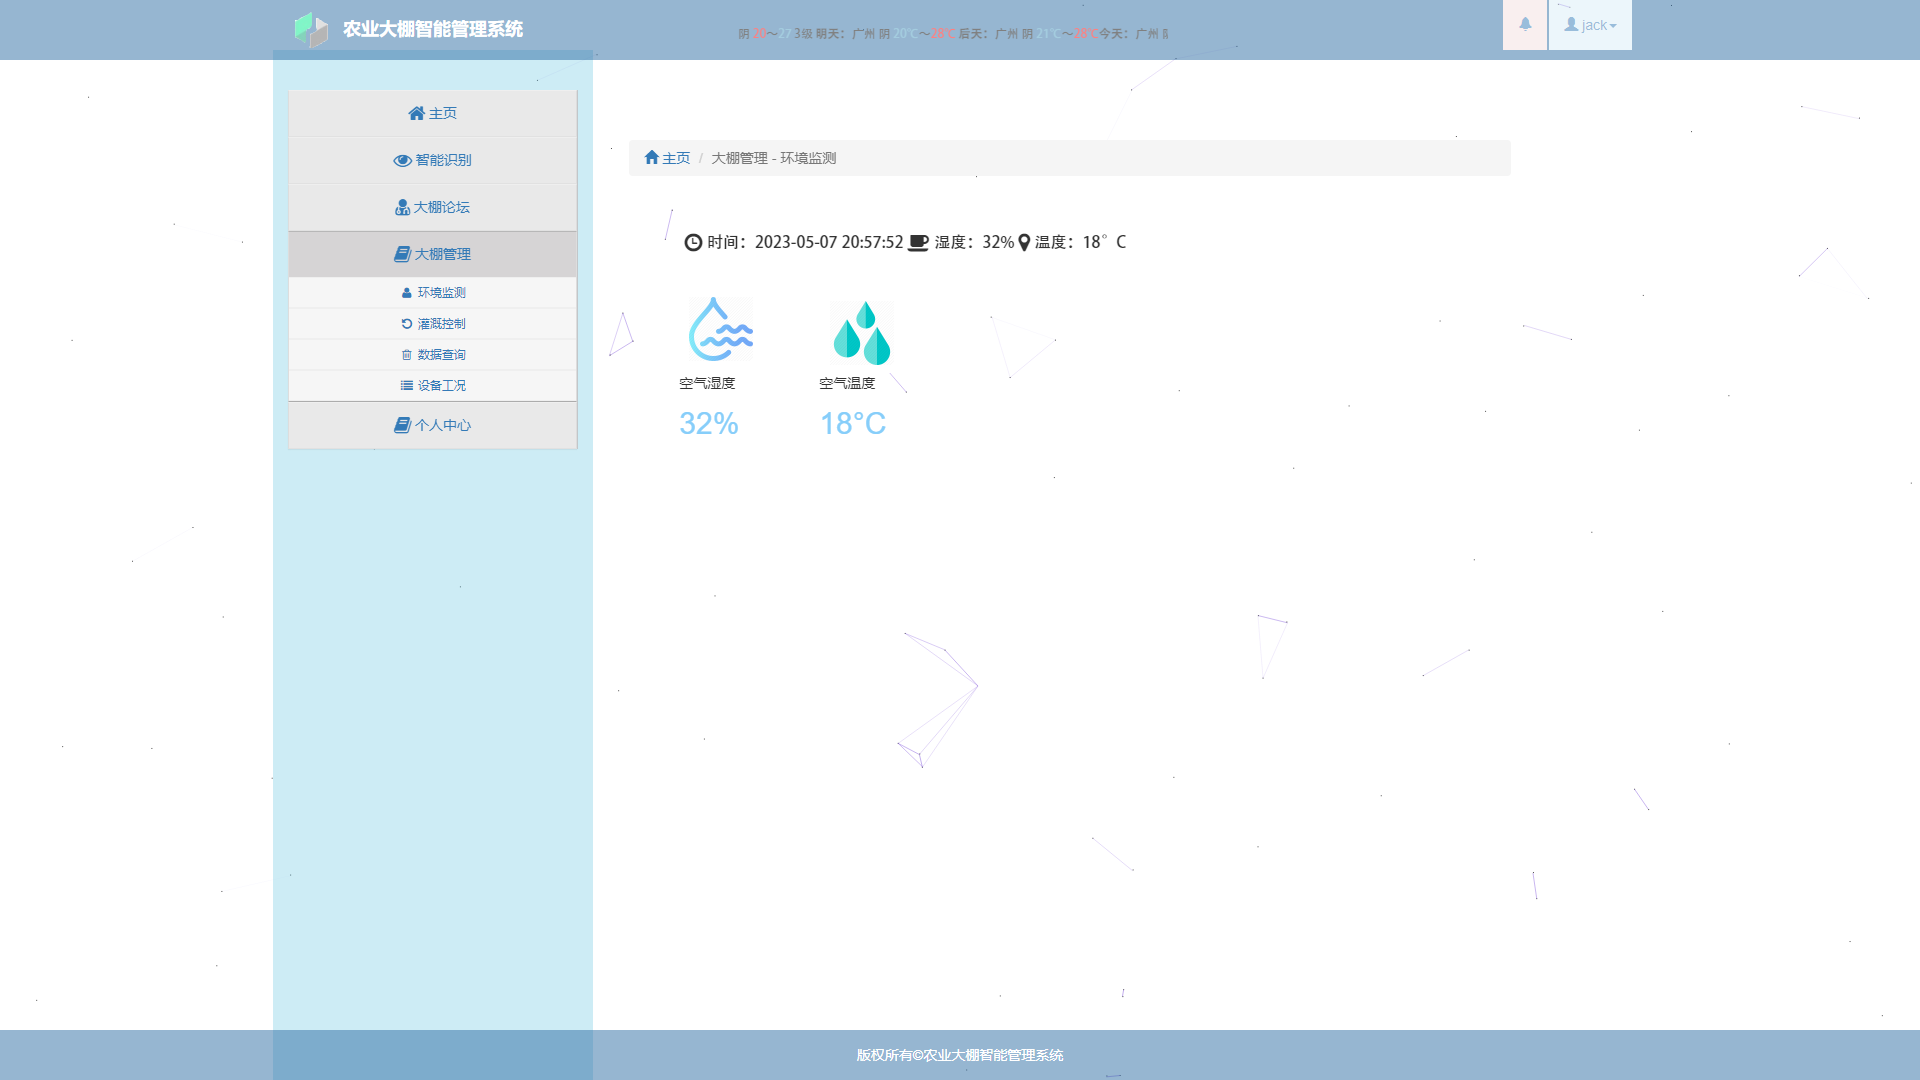 农业大棚智能管理系统
阴 20～27 3级 明天：广州 阴 20℃～28℃ 后天：广州 阴 21℃～28℃ 今天：广州
jack
主页
智能识别
大棚论坛
大棚管理
环境监测
灌溉控制
数据查询
设备工况
个人中心
主页 / 大棚管理 - 环境监测
时间：2023-05-07 20:57:52 湿度：32% 温度：18°C
空气湿度
32%
空气温度
18°C
版权所有©农业大棚智能管理系统